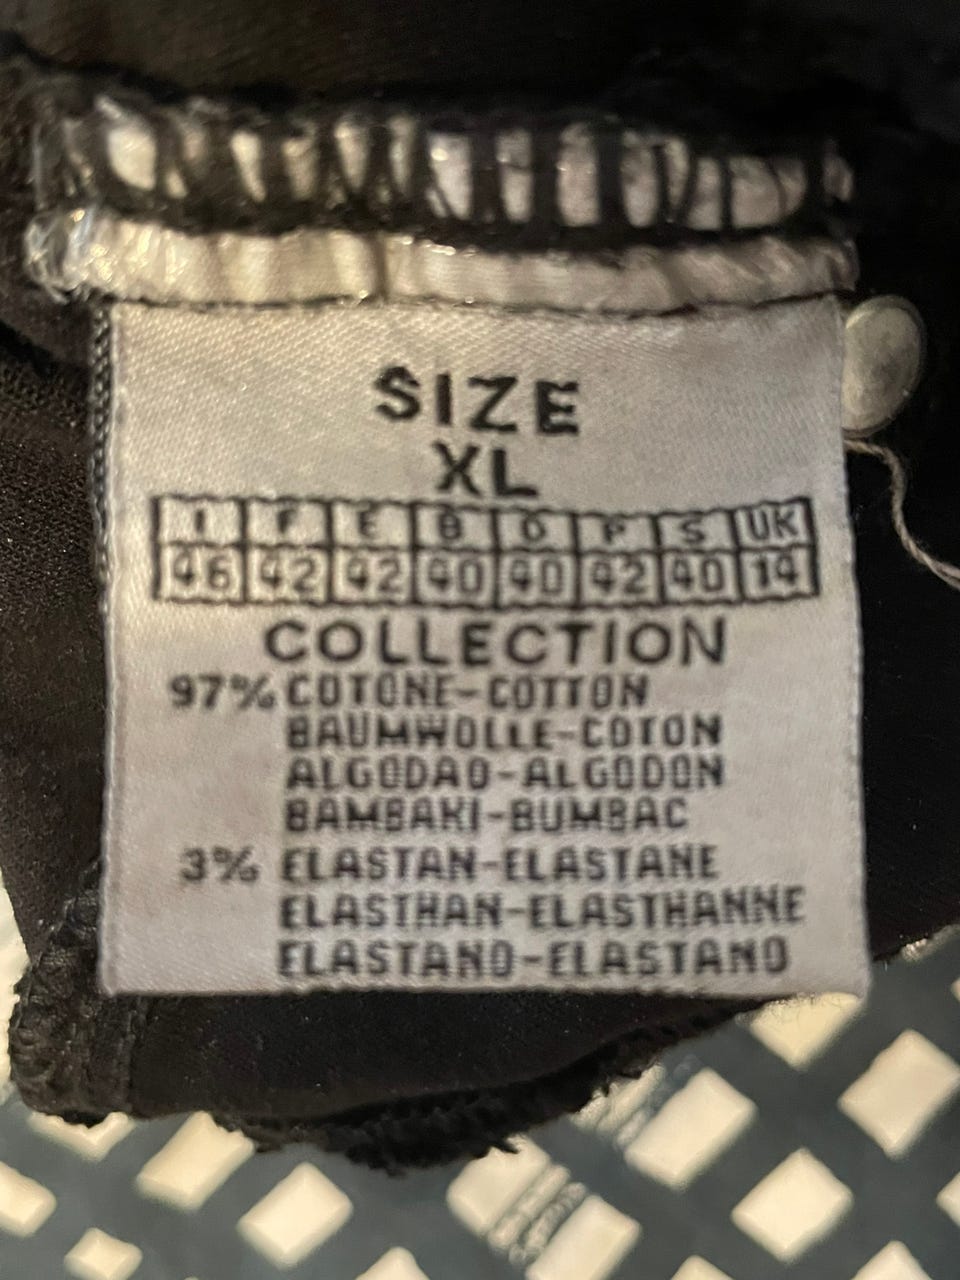 SIZE
XL
I F E B D P S UK
46 42 42 40 40 42 40 14
COLLECTION
97% COTONE-COTTON
BAUMWOLLE-COTON
ALGODAO-ALGODON
BAMBAKI-BUMBAC
3% ELASTAN-ELASTANE
ELASTHAN-ELASTHANNE
ELASTANO-ELASTANO